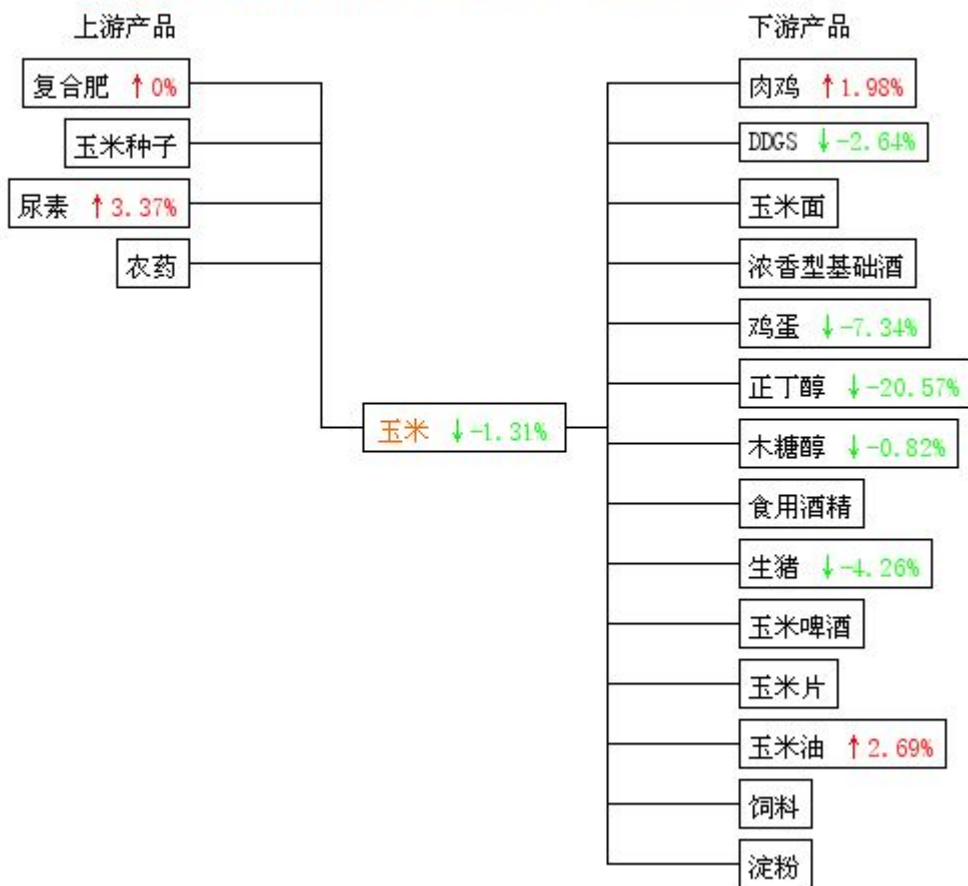 上游产品
复合肥 ↑0%
玉米种子
尿素 ↑3.37%
农药
玉米 ↓-1.31%
下游产品
肉鸡 ↑1.98%
DDGS ↓-2.64%
玉米面
浓香型基础酒
鸡蛋 ↓-7.34%
正丁醇 ↓-20.57%
木糖醇 ↓-0.82%
食用酒精
生猪 ↓-4.26%
玉米啤酒
玉米片
玉米油 ↑2.69%
饲料
淀粉